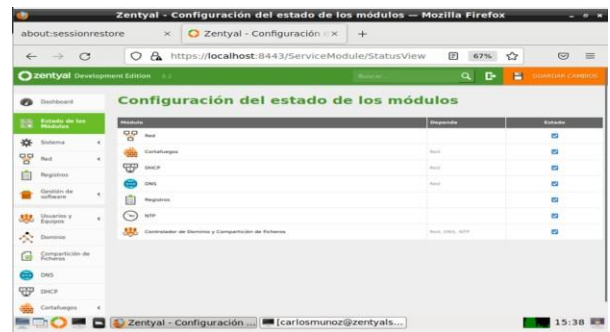 Zentyal - Configuración del estado de los módulos — Mozilla Firefox
about:sessionrestore
Zentyal - Configuración
https://localhost:8443/ServiceModule/StatusView
67%
zentyal Development Edition
Buscar...
GUARDAR CAMBIOS
Dashboard
Estado de los Módulos
Sistema
Red
Registros
Gestión de software
Usuarios y Equipos
Dominio
Compartición de Ficheros
DNS
DHCP
Cortafuegos
Configuración del estado de los módulos
Módulo Depende Estado
Red
Cortafuegos Red
DHCP Red
DNS Red
Registros
NTP
Controlador de Dominio y Compartición de Ficheros Red, DNS, NTP
Zentyal - Configuración ... [carlosmunoz@zentyals... 15:38